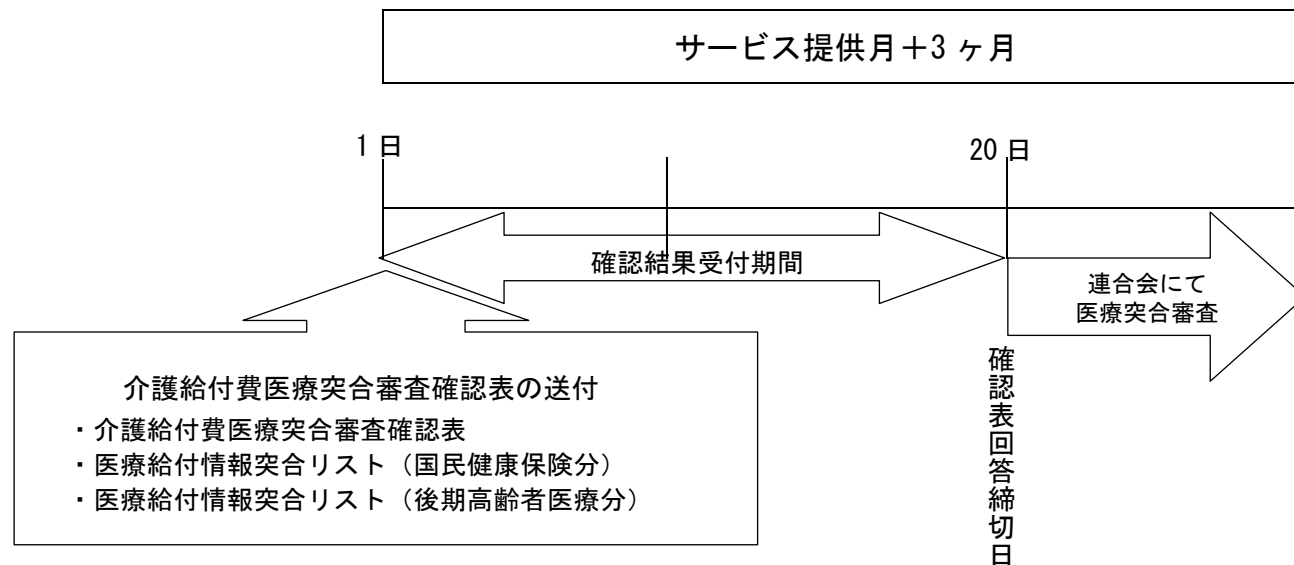 サービス提供月＋3 ヶ月
1 日
20 日
確認結果受付期間
連合会にて
医療突合審査
介護給付費医療突合審査確認表の送付
・介護給付費医療突合審査確認表
・医療給付情報突合リスト（国民健康保険分）
・医療給付情報突合リスト（後期高齢者医療分）
確認表回答締切日